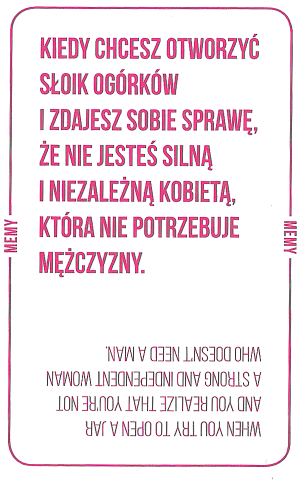 KIEDY CHCESZ OTWORZYĆ
SŁOIK OGÓRKÓW
I ZDAJESZ SOBIE SPRAWĘ,
ŻE NIE JESTEŚ SILNĄ
I NIEZALEŻNĄ KOBIETĄ,
KTÓRA NIE POTRZEBUJE
MĘŻCZYZNY.
MEMY
MEMY
WHEN YOU TRY TO OPEN A JAR
AND YOU REALIZE THAT YOU'RE NOT
A STRONG AND INDEPENDENT WOMAN
WHO DOESN'T NEED A MAN.